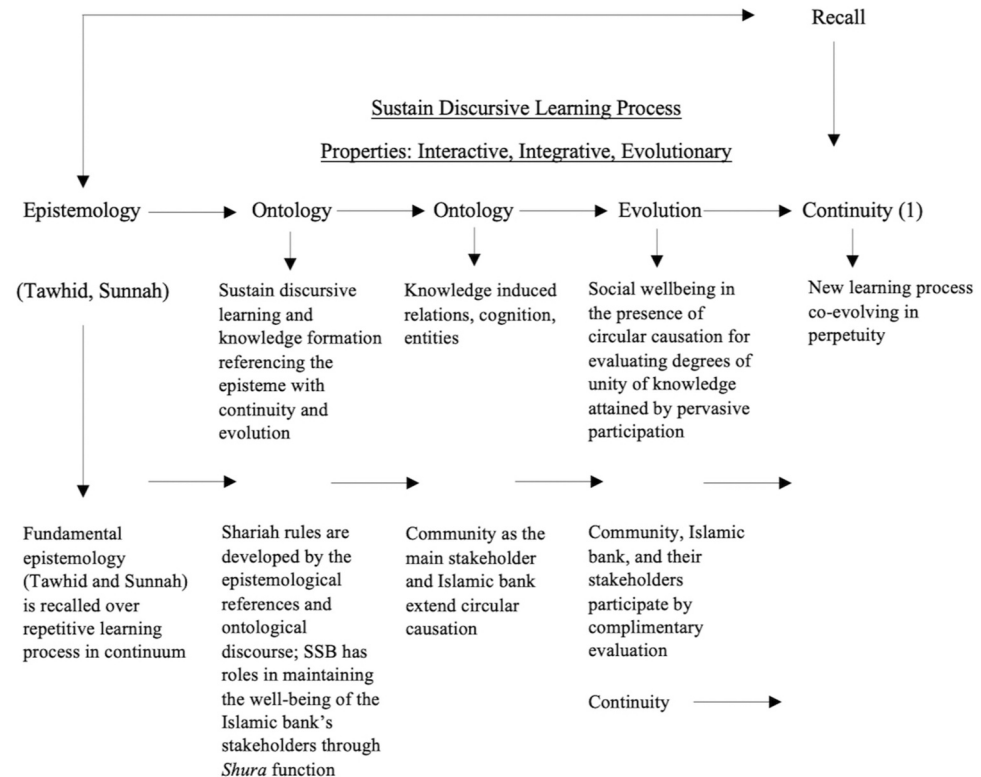 Recall
Sustain Discursive Learning Process
Properties: Interactive, Integrative, Evolutionary
Epistemology
Ontology
Ontology
Evolution
Continuity (1)
(Tawhid, Sunnah)
Sustain discursive
learning and
knowledge formation
referencing the
episteme with
continuity and
evolution
Knowledge induced
relations, cognition,
entities
Social wellbeing in
the presence of
circular causation for
evaluating degrees of
unity of knowledge
attained by pervasive
participation
New learning process
co-evolving in
perpetuity
Fundamental
epistemology
(Tawhid and Sunnah)
is recalled over
repetitive learning
process in continuum
Shariah rules are
developed by the
epistemological
references and
ontological
discourse; SSB has
roles in maintaining
the well-being of the
Islamic bank's
stakeholders through
Shura function
Community as the
main stakeholder
and Islamic bank
extend circular
causation
Community, Islamic
bank, and their
stakeholders
participate by
complimentary
evaluation
Continuity